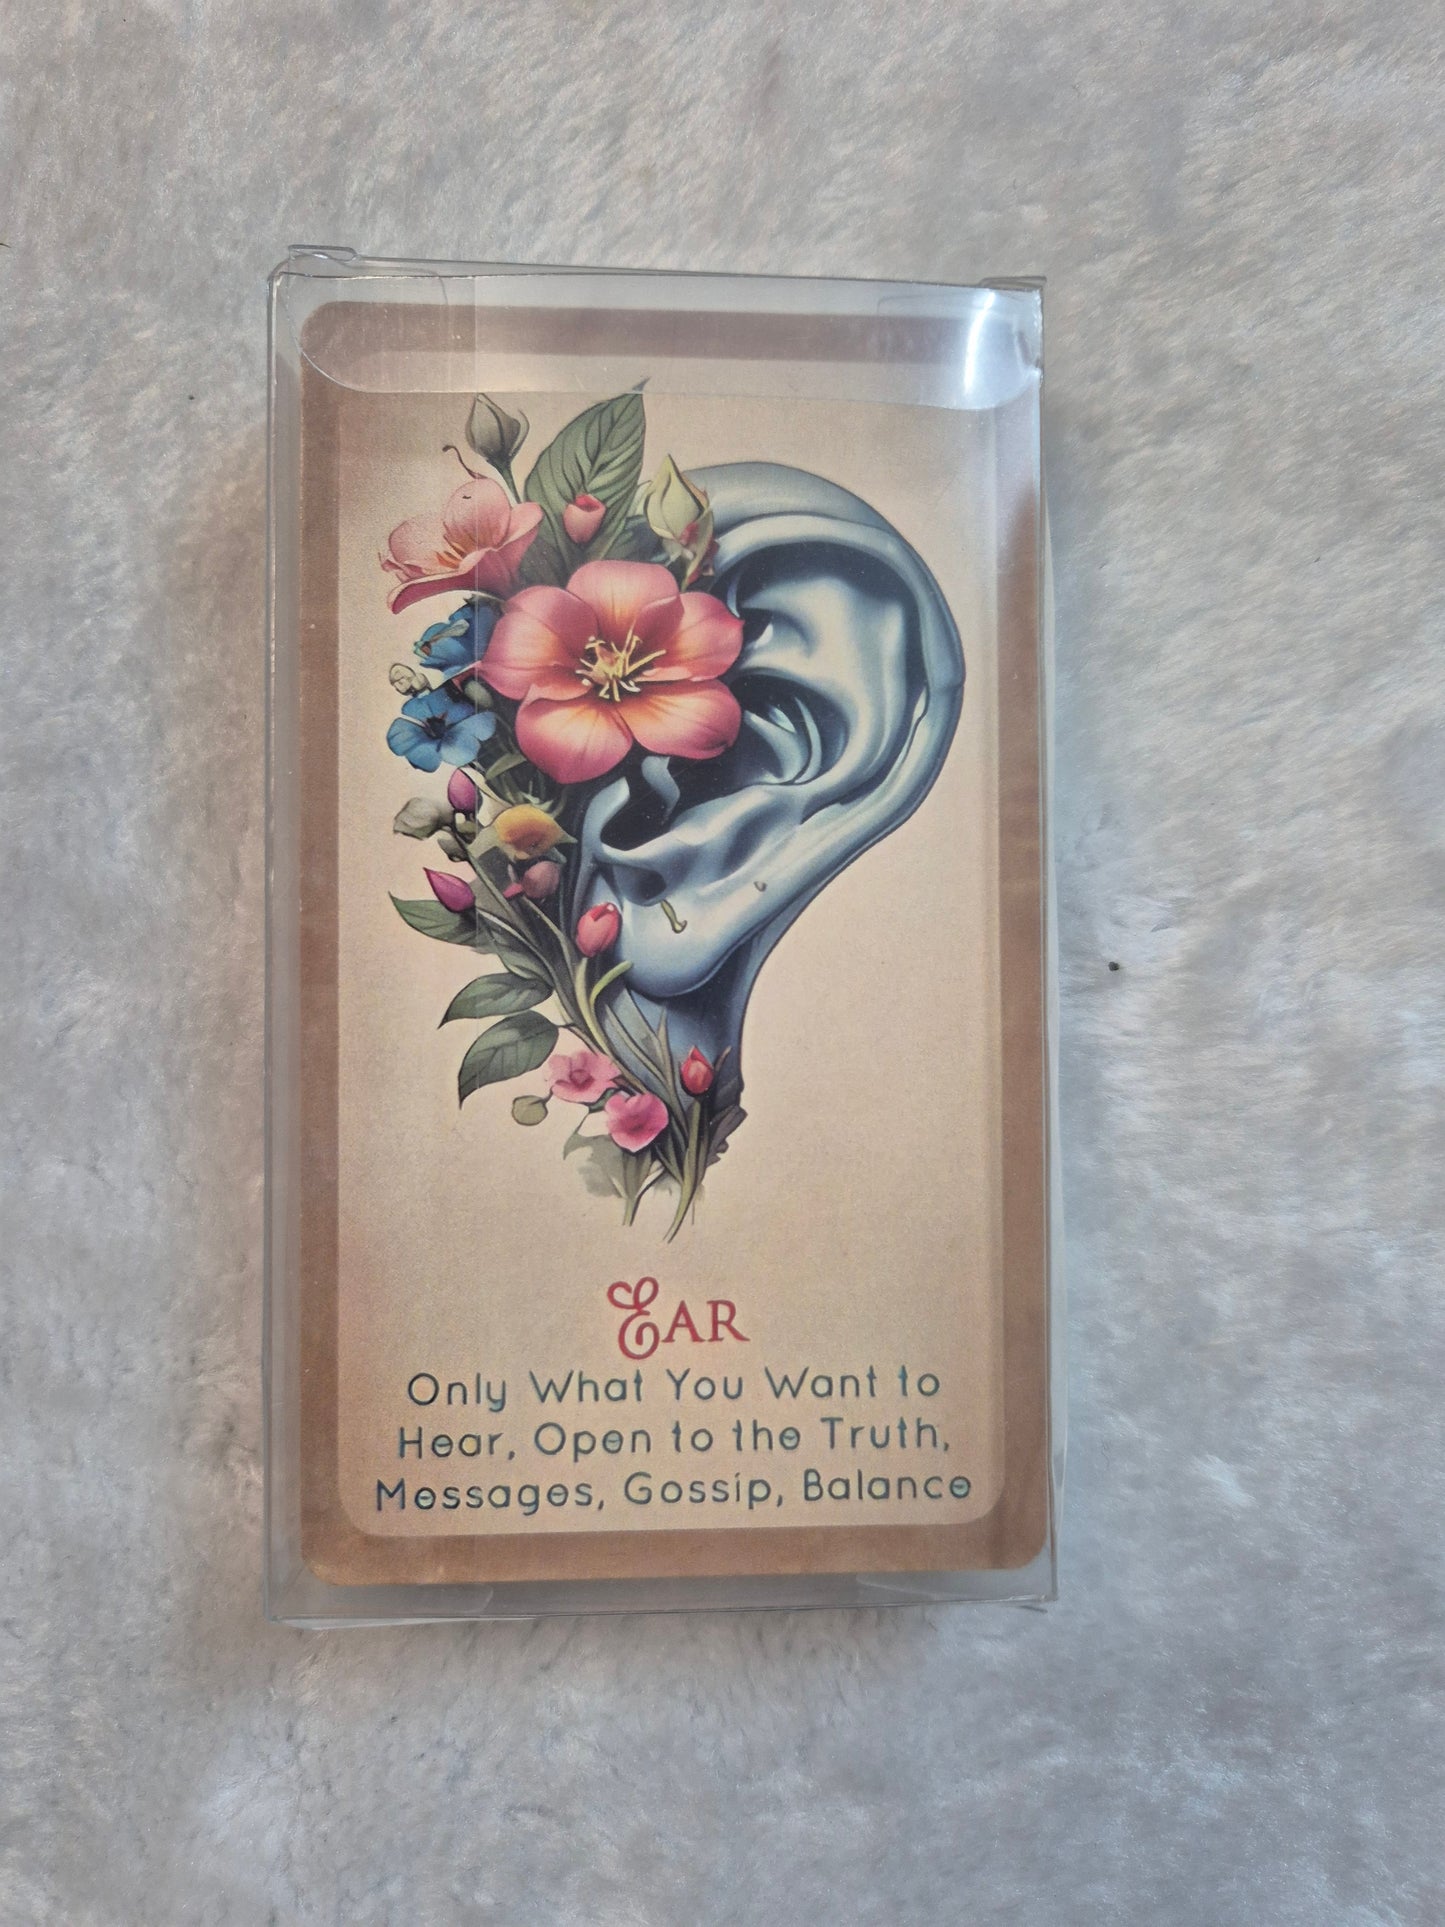 Ear
Only What You Want to
Hear, Open to the Truth,
Messages, Gossip, Balance